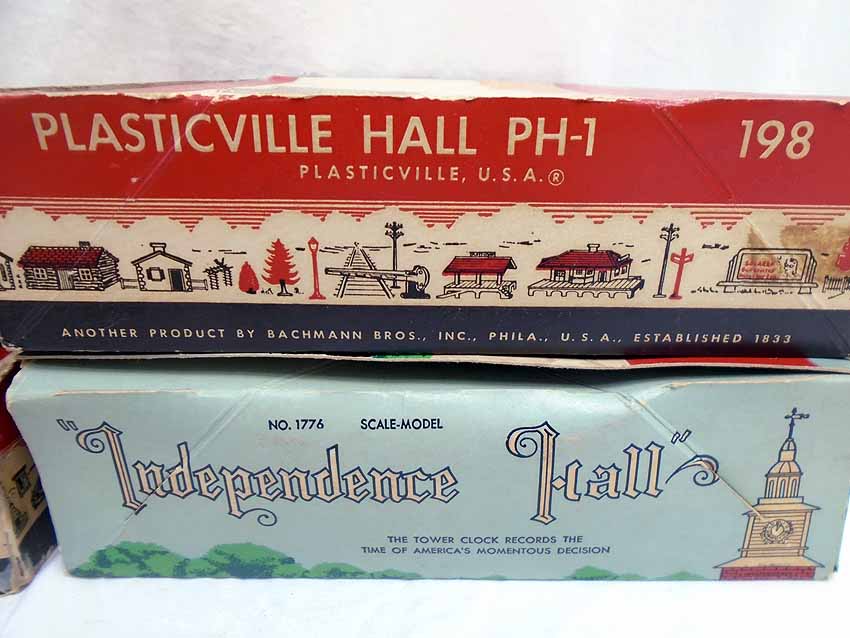 PLASTICVILLE HALL PH-1 198
PLASTICVILLE, U.S.A.®
ANOTHER PRODUCT BY BACHMANN BROS., INC., PHILA., U.S.A., ESTABLISHED 1833
NO. 1776 SCALE-MODEL
"Independence Hall"
THE TOWER CLOCK RECORDS THE
TIME OF AMERICA'S MOMENTOUS DECISION